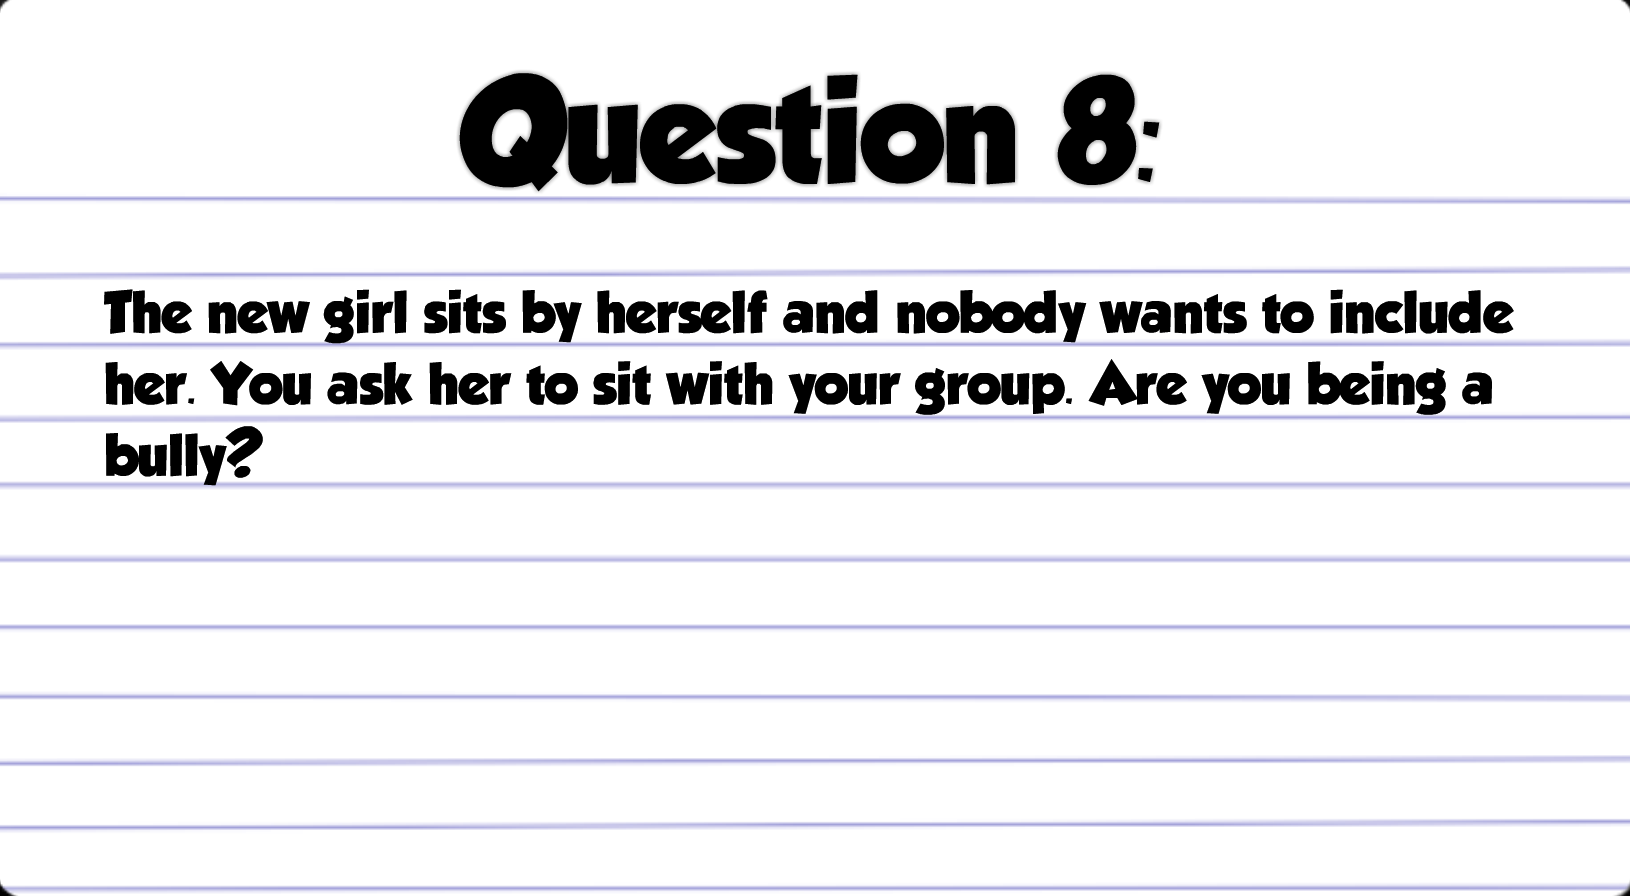 Question 8:
The new girl sits by herself and nobody wants to include
her. You ask her to sit with your group. Are you being a
bully?